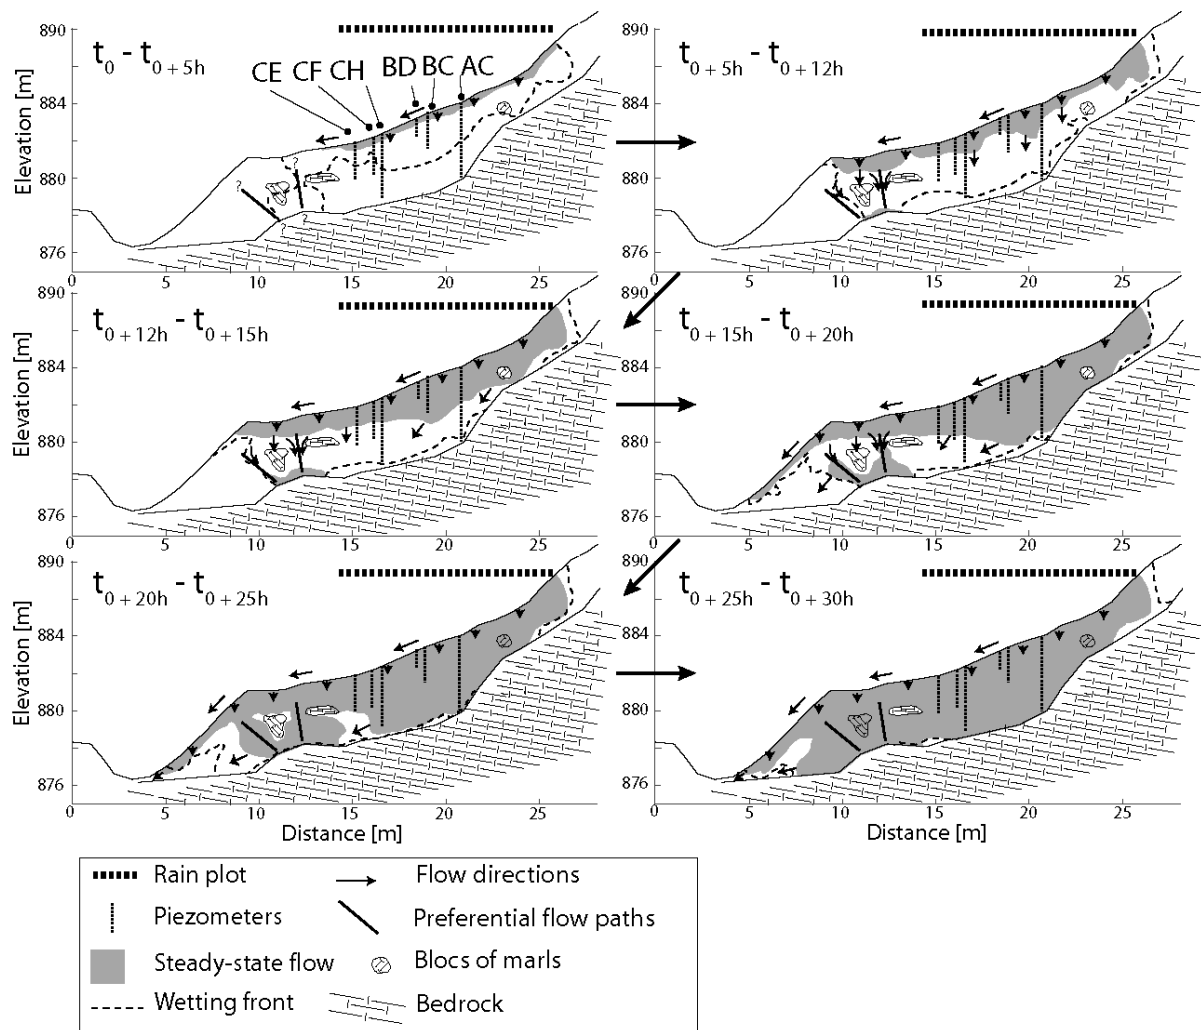 t0 - t0+5h
t0+5h - t0+12h
CE CF CH BD BC AC
Elevation [m]
890
884
880
876
? ? ?
0 5 10 15 20 25
890
884
880
876
0 5 10 15 20 25
t0+12h - t0+15h
t0+15h - t0+20h
Elevation [m]
890
884
880
876
0 5 10 15 20 25
890
884
880
876
0 5 10 15 20 25
t0+20h - t0+25h
t0+25h - t0+30h
Elevation [m]
890
884
880
876
0 5 10 15 20 25
Distance [m]
890
884
880
876
0 5 10 15 20 25
Distance [m]
Rain plot
Flow directions
Piezometers
Preferential flow paths
Steady-state flow
Blocs of marls
Wetting front
Bedrock